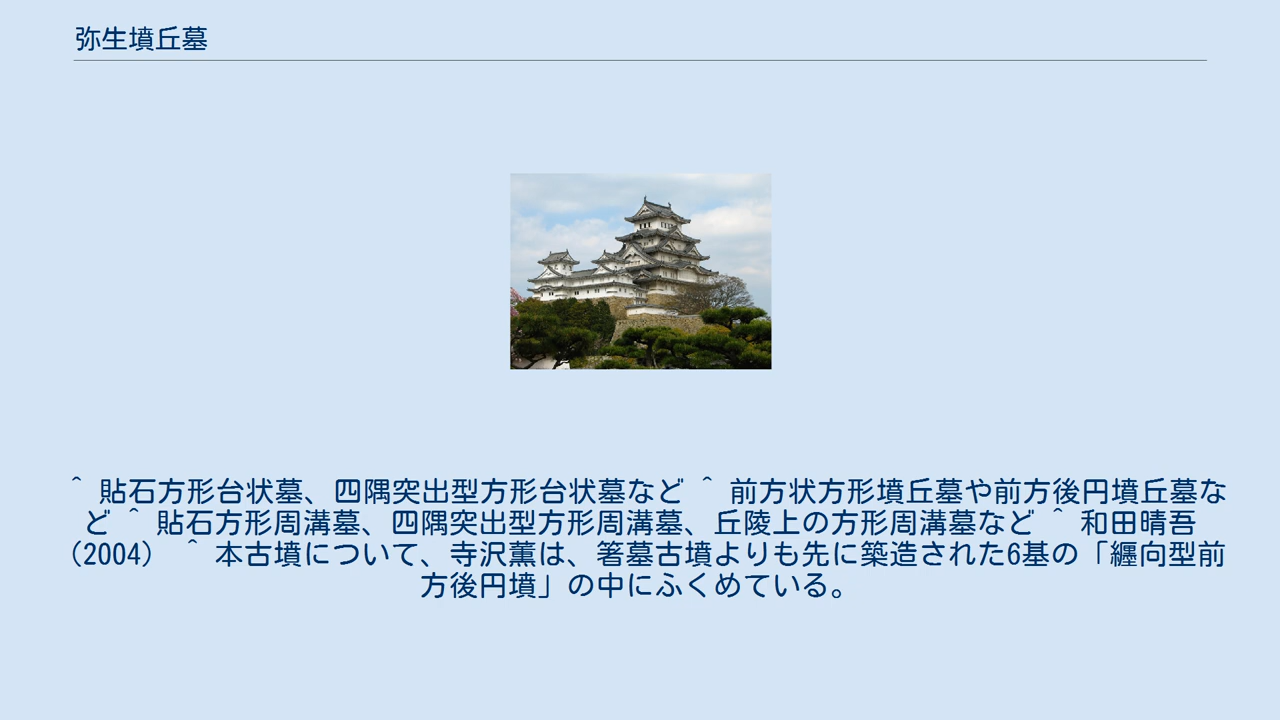 弥生墳丘墓
^ 貼石方形台状墓、四隅突出型方形台状墓など ^ 前方状方形墳丘墓や前方後円墳丘墓な
ど ^ 貼石方形周溝墓、四隅突出型方形周溝墓、丘陵上の方形周溝墓など ^ 和田晴吾
（2004） ^ 本古墳について、寺沢薫は、箸墓古墳よりも先に築造された6基の「纒向型前
方後円墳」の中にふくめている。